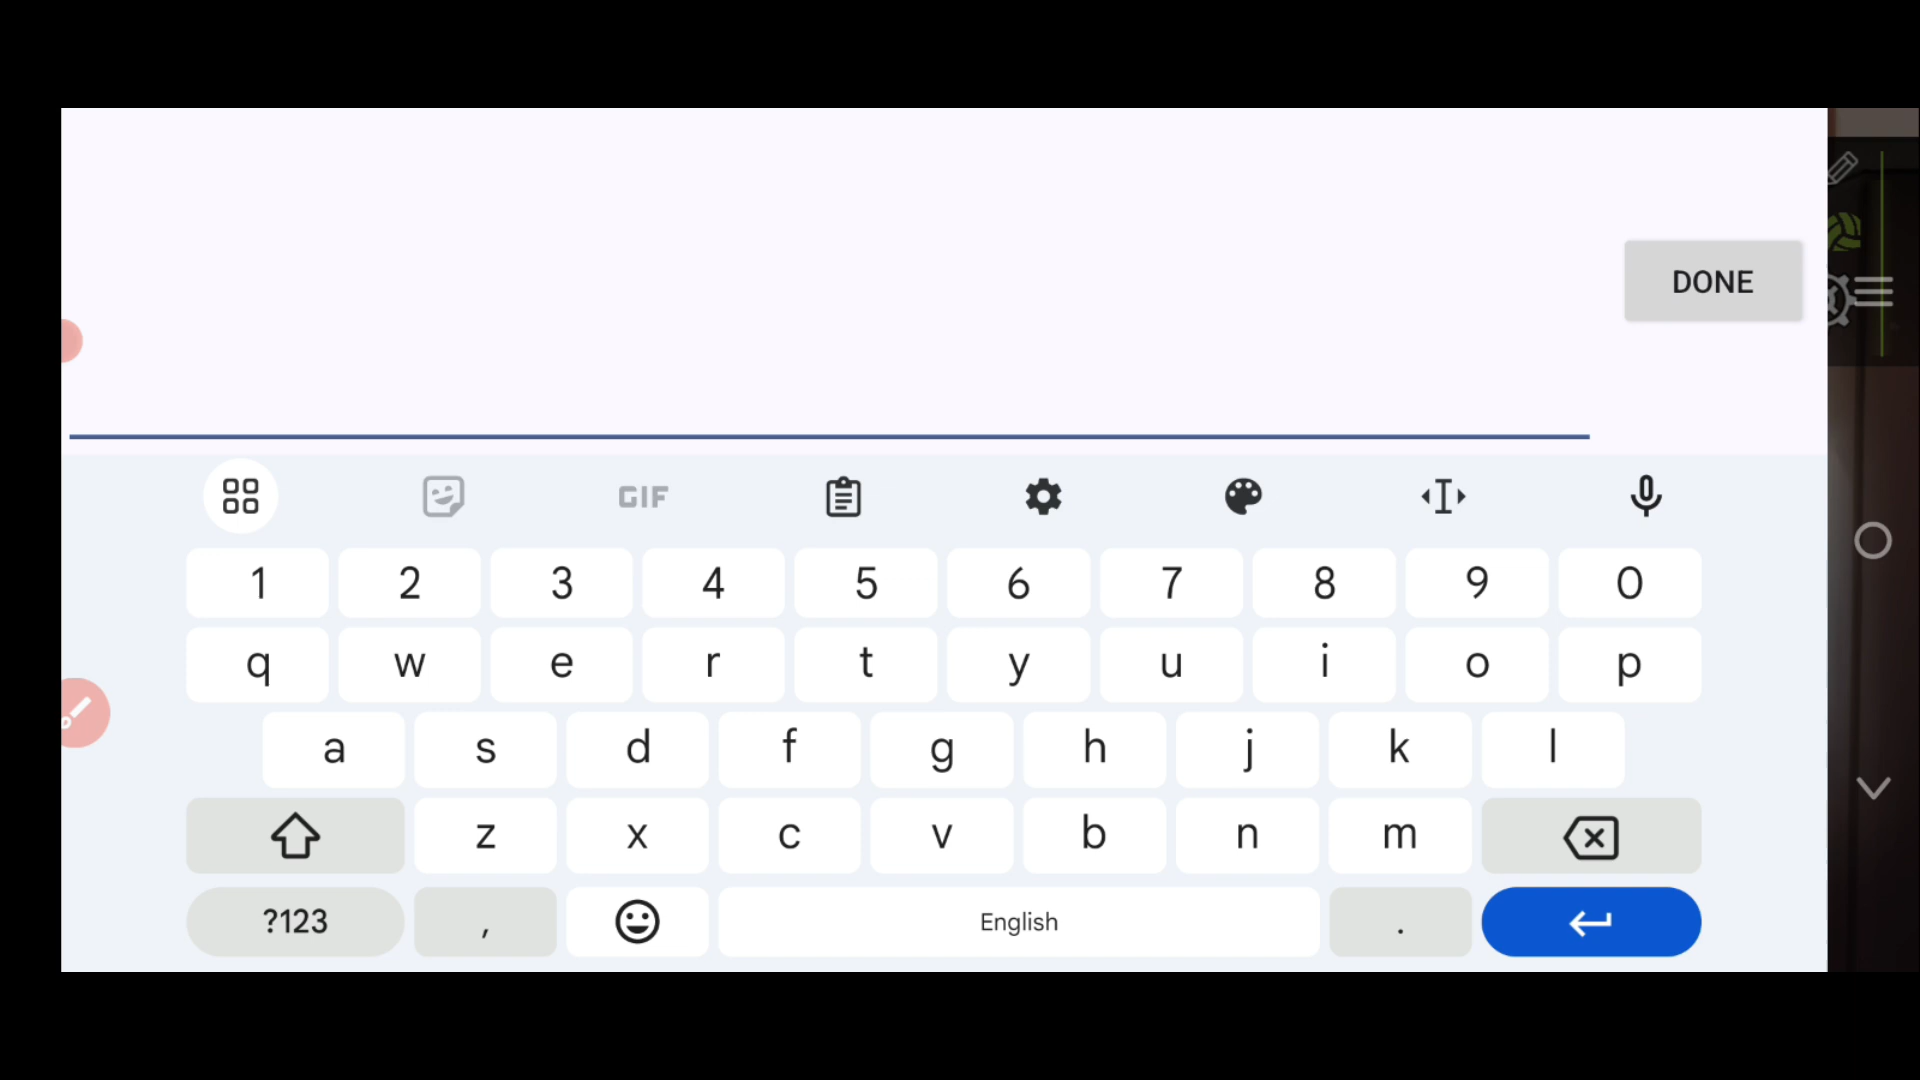 DONE
GIF
1 2 3 4 5 6 7 8 9 0
q w e r t y u i o p
a s d f g h j k l
z x c v b n m
?123 , English .